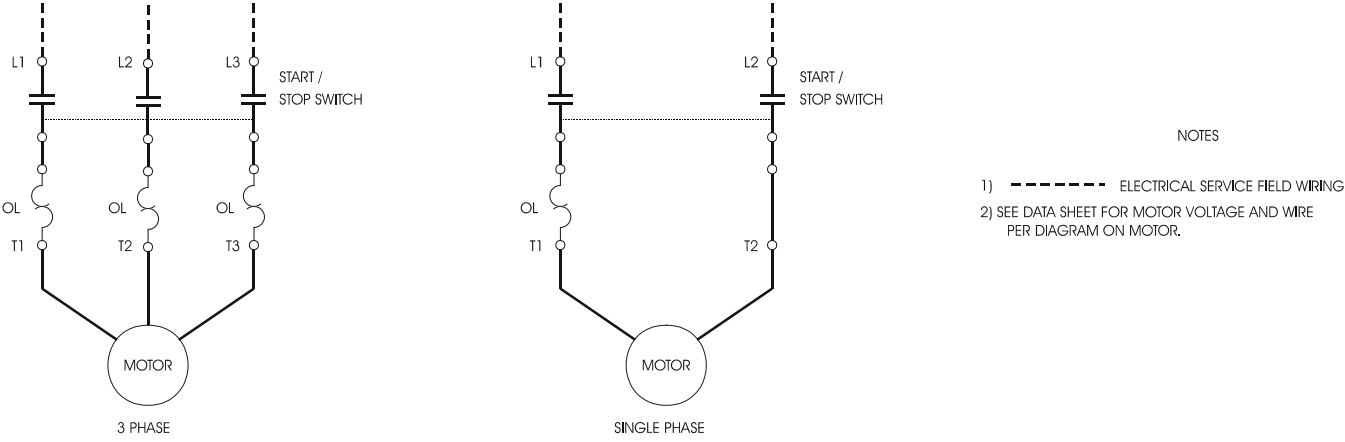 L1
L2
L3
START /
STOP SWITCH
OL
OL
OL
T1
T2
T3
MOTOR
3 PHASE
L1
L2
START /
STOP SWITCH
OL
T1
T2
MOTOR
SINGLE PHASE
NOTES
1) ELECTRICAL SERVICE FIELD WIRING
2) SEE DATA SHEET FOR MOTOR VOLTAGE AND WIRE
PER DIAGRAM ON MOTOR.